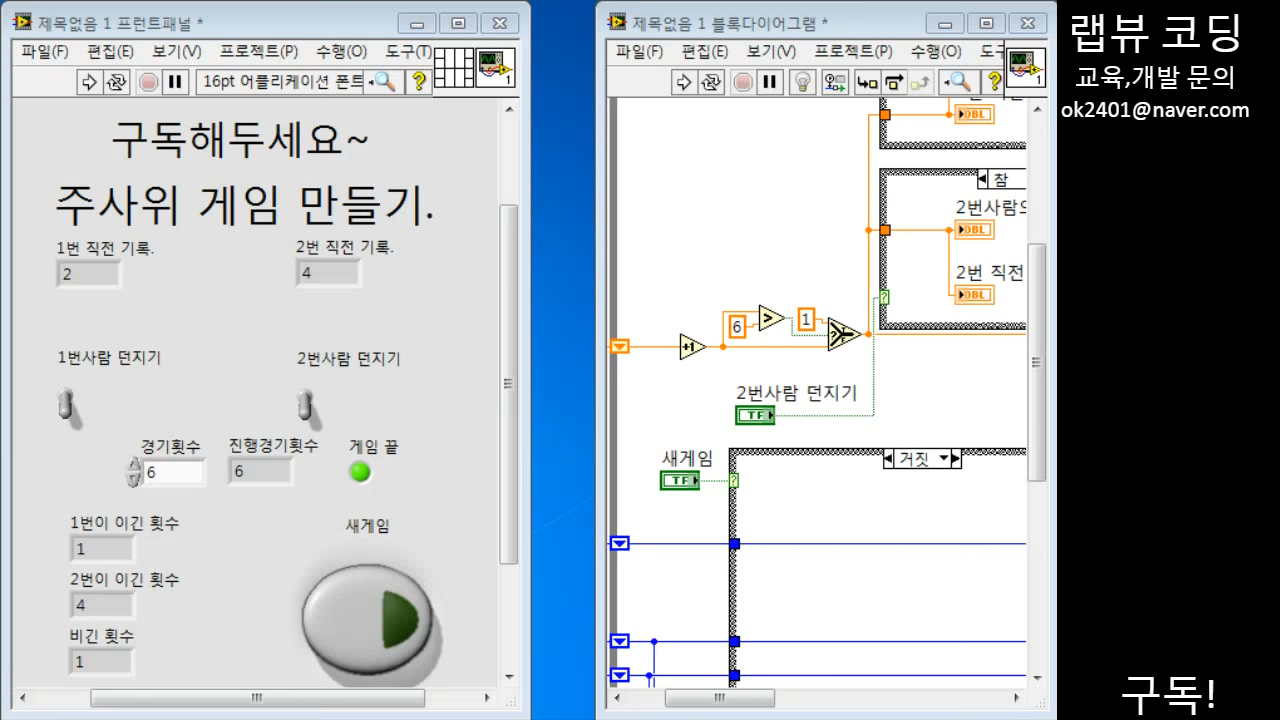 제목없음 1 프런트패널 *
파일(F) 편집(E) 보기(V) 프로젝트(P) 수행(O) 도구(T)
16pt 어플리케이션 폰트
1
구독해두세요~
주사위 게임 만들기.
1번 직전 기록.
2번 직전 기록.
2
4
1번사람 던지기
2번사람 던지기
경기횟수
진행경기횟수
게임 끝
6
6
1번이 이긴 횟수
새게임
1
2번이 이긴 횟수
4
비긴 횟수
1
제목없음 1 블록다이어그램 *
파일(F) 편집(E) 보기(V) 프로젝트(P) 수행(O)
1
DBL
참
2번사람
DBL
2번 직전
DBL
6
>
1
+1
2번사람 던지기
TF
새게임
거짓
TF
랩뷰 코딩
교육,개발 문의
ok2401@naver.com
구독!